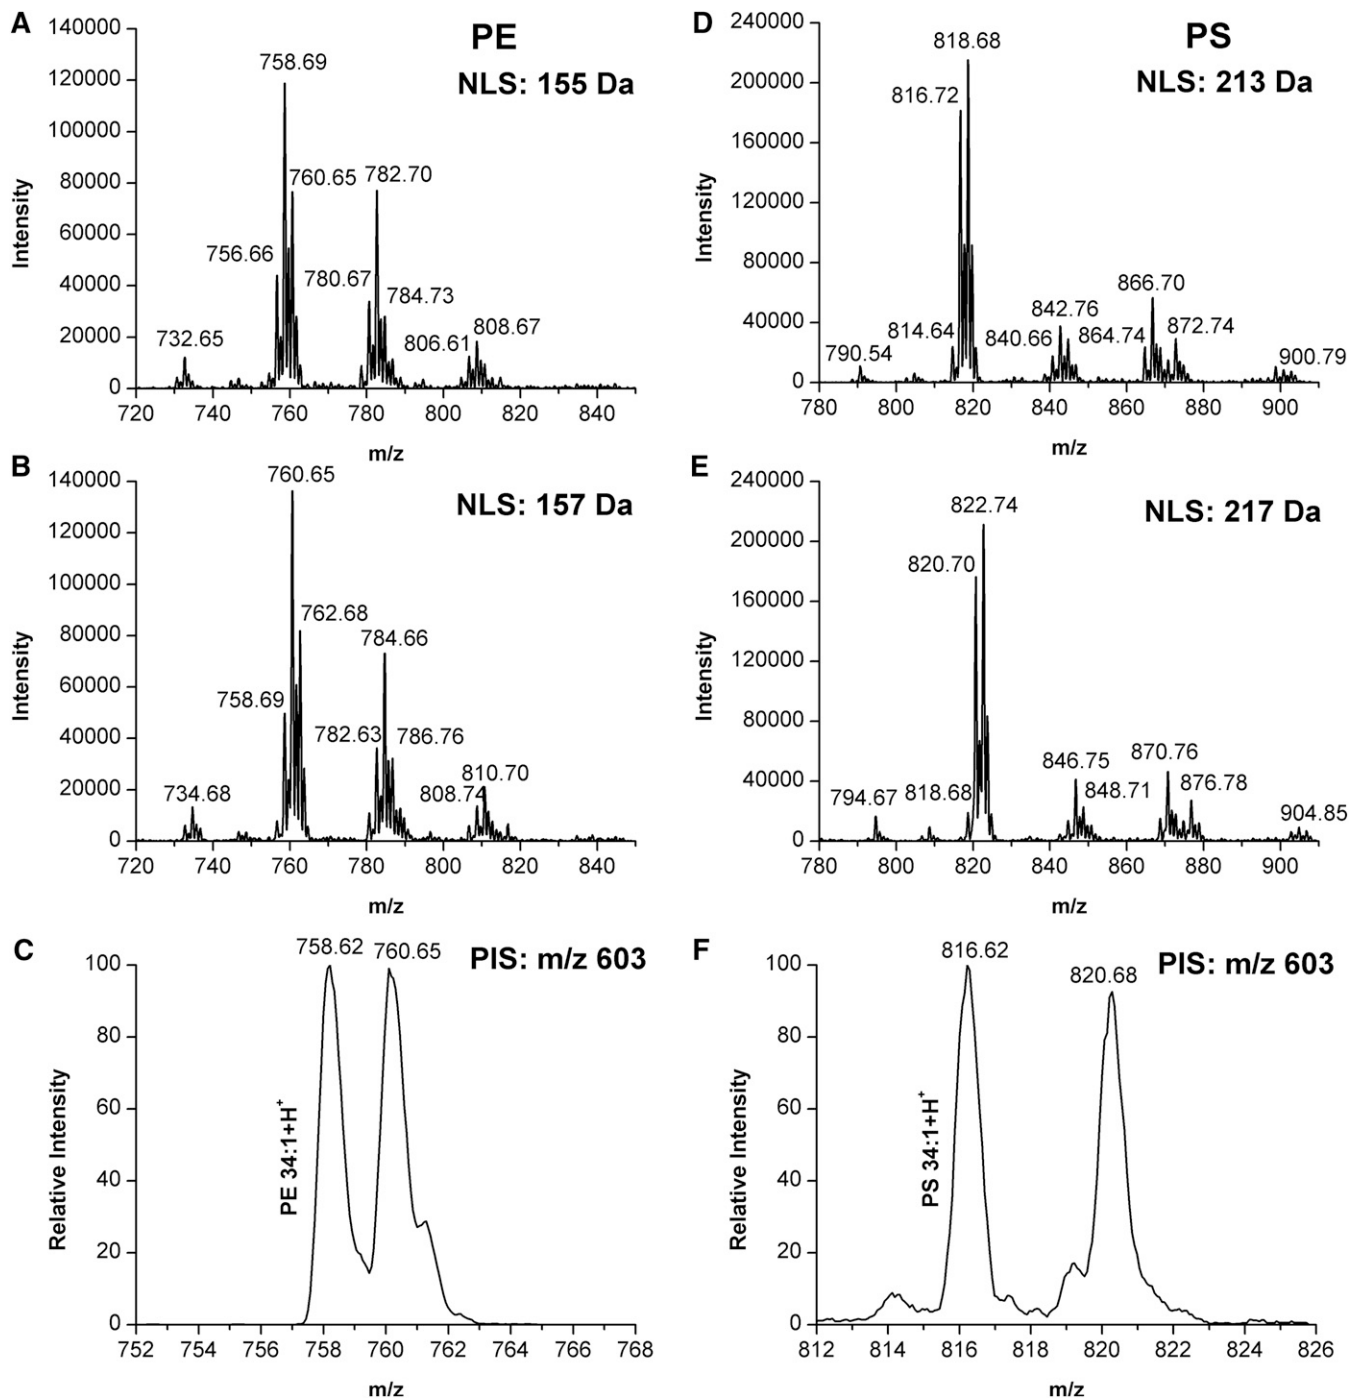 A
PE
NLS: 155 Da
140000
120000
100000
80000
60000
40000
20000
0
Intensity
758.69
760.65
782.70
756.66
780.67
784.73
732.65
806.61
808.67
720 740 760 780 800 820 840
m/z
D
PS
NLS: 213 Da
240000
200000
160000
120000
80000
40000
0
Intensity
818.68
816.72
866.70
842.76
814.64
840.66
864.74
872.74
790.54
900.79
780 800 820 840 860 880 900
m/z
B
NLS: 157 Da
140000
120000
100000
80000
60000
40000
20000
0
Intensity
760.65
762.68
784.66
758.69
782.63
786.76
734.68
808.74
810.70
720 740 760 780 800 820 840
m/z
E
NLS: 217 Da
240000
200000
160000
120000
80000
40000
0
Intensity
822.74
820.70
846.75
870.76
794.67
818.68
848.71
876.78
904.85
780 800 820 840 860 880 900
m/z
C
PIS: m/z 603
100
80
60
40
20
0
Relative Intensity
758.62
760.65
PE 34:1+H⁺
752 754 756 758 760 762 764 766 768
m/z
F
PIS: m/z 603
100
80
60
40
20
0
Relative Intensity
816.62
820.68
PS 34:1+H⁺
812 814 816 818 820 822 824 826
m/z